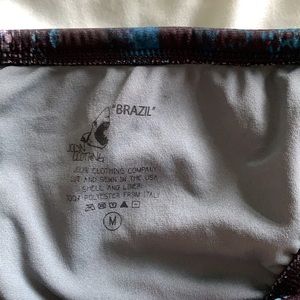 "BRAZIL"
JOLYN
CLOTHING
JOLYN CLOTHING COMPANY
CUT AND SEWN IN THE USA
SHELL AND LINER:
100% POLYESTER FROM ITALY
M